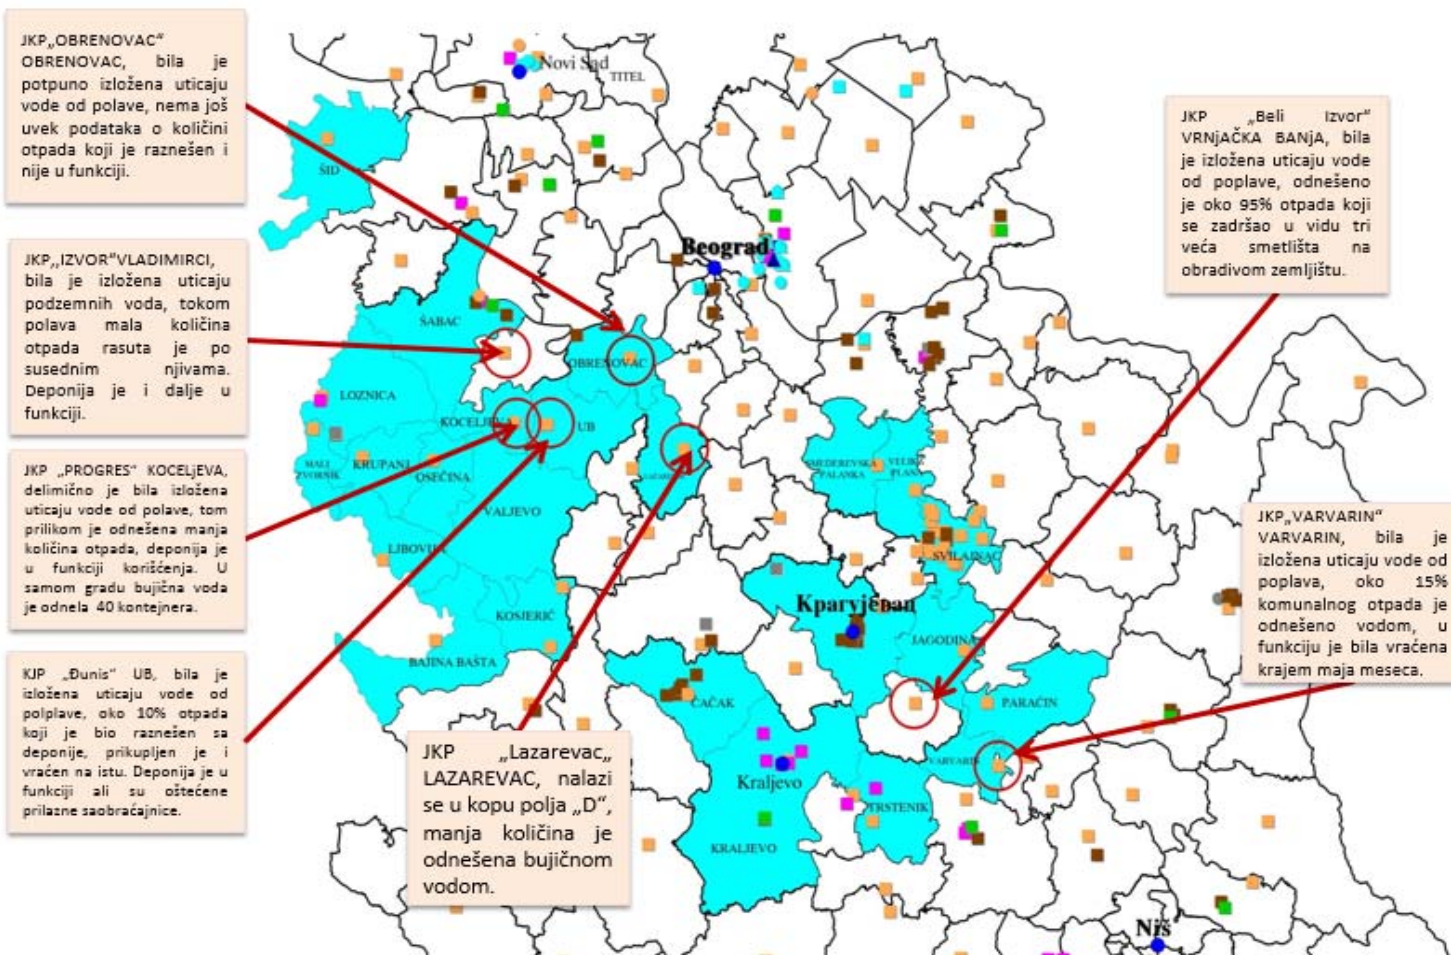 JKP„OBRENOVAC"
OBRENOVAC, bila je
potpuno izložena uticaju
vode od polave, nema još
uvek podataka o količini
otpada koji je raznešen i
nije u funkciji.
JKP„IZVOR"VLADIMIRCI,
bila je izložena uticaju
podzemnih voda, tokom
polava mala količina
otpada rasuta je po
susednim njivama.
Deponija je i dalje u
funkciji.
JKP „PROGRES" KOCELjEVA,
delimično je bila izložena
uticaju vode od polave, tom
prilikom je odnešena manja
količina otpada, deponija je
u funkciji korišćenja. U
samom gradu bujična voda
je odnela 40 kontejnera.
KJP „Đunis" UB, bila je
izložena uticaju vode od
polplave, oko 10% otpada
koji je bio raznešen sa
deponije, prikupljen je i
vraćen na istu. Deponija je u
funkciji ali su oštećene
prilazne saobraćajnice.
JKP „Lazarevac„
LAZAREVAC, nalazi
se u kopu polja „D",
manja količina je
odnešena bujičnom
vodom.
JKP „Beli Izvor"
VRNjAČKA BANjA, bila
je izložena uticaju vode
od poplave, odnešeno
je oko 95% otpada koji
se zadržao u vidu tri
veća smetlišta na
obradivom zemljištu.
JKP„VARVARIN"
VARVARIN, bila je
izložena uticaju vode od
poplava, oko 15%
komunalnog otpada je
odnešeno vodom, u
funkciju je bila vraćena
krajem maja meseca.
Novi Sad
TITEL
ŠID
Beograd
ŠABAC
OBRENOVAC
LOZNICA
KOCELJEVA
UB
MALI
ZVORNIK
KRUPANJ
OSEČINA
SMEDEREVSKA
PALANKA
VELIKA
PLANA
VALJEVO
LJBOVIJA
SVILAJNAC
KOSJERIĆ
Kparyjeвaп
JAGODINA
BAJINA BAŠTA
ČAČAK
PARAĆIN
VARVARIN
Kraljevo
TRSTENIK
KRALJEVO
Niš